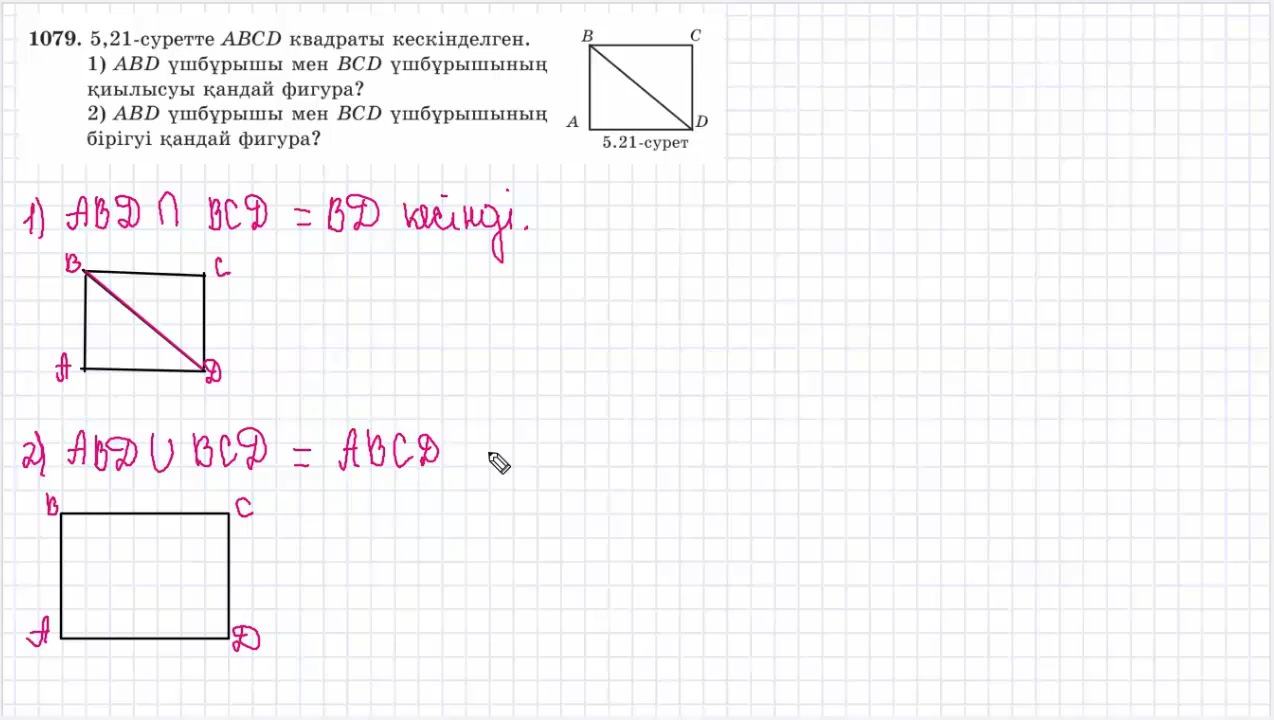 1079. 5,21-суретте ABCD квадраты кескінделген.
1) ABD үшбұрышы мен BCD үшбұрышының
қиылысуы қандай фигура?
2) ABD үшбұрышы мен BCD үшбұрышының
бірігуі қандай фигура?
B C
A D
5.21-сурет
1) ABD ∩ BCD = BD кесінді.
B C
A D
2) ABD ∪ BCD = ABCD
B C
A D